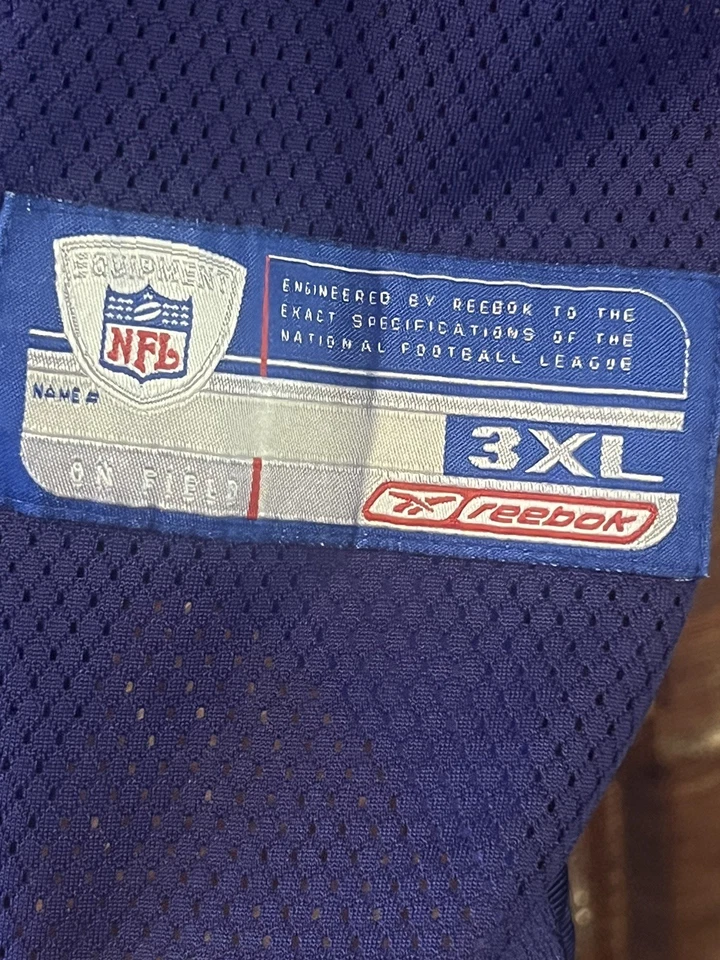 EQUIPMENT
NFL
ENGINEERED BY REEBOK TO THE
EXACT SPECIFICATIONS OF THE
NATIONAL FOOTBALL LEAGUE
NAME#
3XL
ON FIELD
reebok